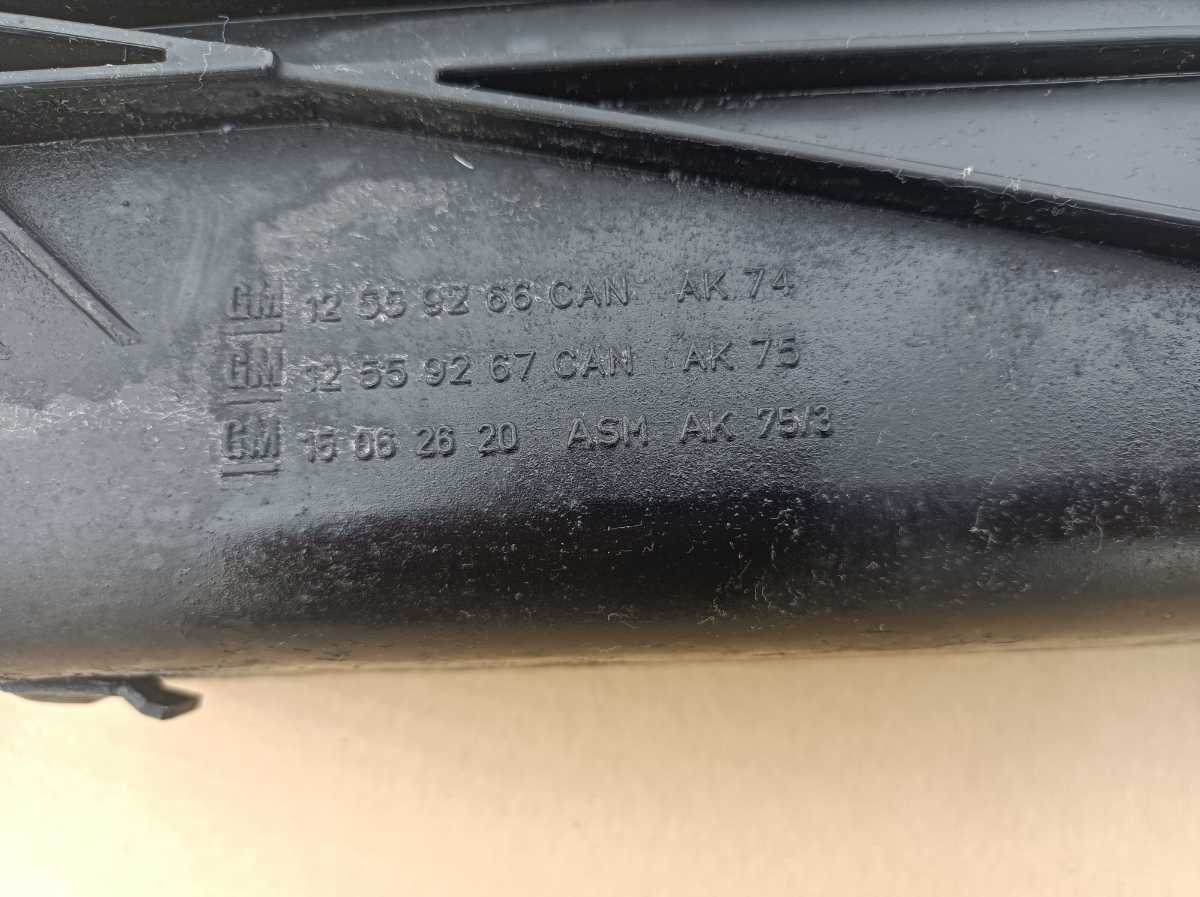 GM 12 55 92 66 CAN AK 74
GM 12 55 92 67 CAN AK 75
GM 15 06 26 20 ASM AK 75/3